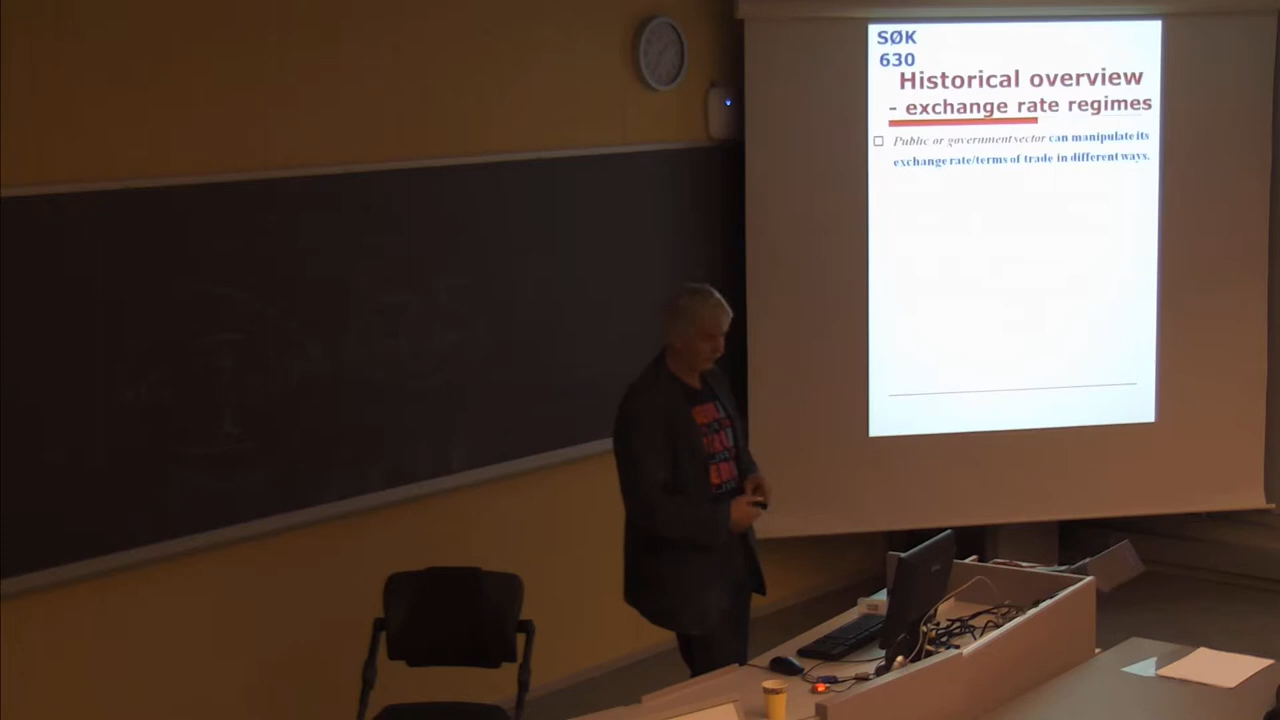 SØK
630
Historical overview
- exchange rate regimes
Public or government sector can manipulate its
exchange rate/terms of trade in different ways.